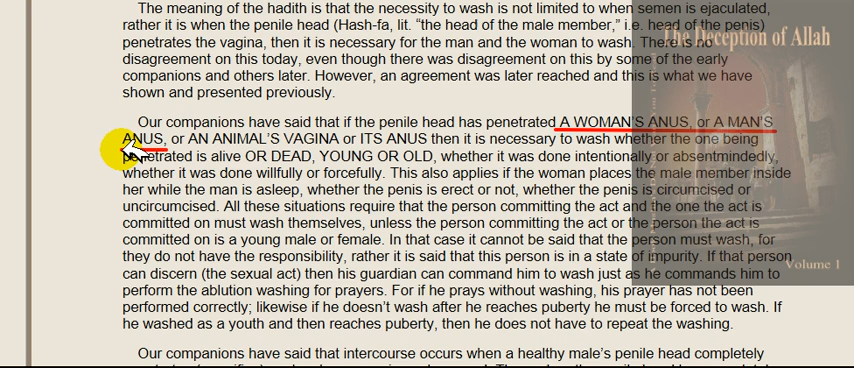 The meaning of the hadith is that the necessity to wash is not limited to when semen is ejaculated,
rather it is when the penile head (Hash-fa, lit. “the head of the male member,” i.e. head of the penis)
penetrates the vagina, then it is necessary for the man and the woman to wash. There is no
disagreement on this today, even though there was disagreement on this by some of the early
companions and others later. However, an agreement was later reached and this is what we have
shown and presented previously.
Our companions have said that if the penile head has penetrated A WOMAN'S ANUS, or A MAN'S
ANUS, or AN ANIMAL'S VAGINA or ITS ANUS then it is necessary to wash whether the one being
penetrated is alive OR DEAD, YOUNG OR OLD, whether it was done intentionally or absentmindedly,
whether it was done willfully or forcefully. This also applies if the woman places the male member inside
her while the man is asleep, whether the penis is erect or not, whether the penis is circumcised or
uncircumcised. All these situations require that the person committing the act and the one the act is
committed on must wash themselves, unless the person committing the act or the person the act is
committed on is a young male or female. In that case it cannot be said that the person must wash, for
they do not have the responsibility, rather it is said that this person is in a state of impurity. If that person
can discern (the sexual act) then his guardian can command him to wash just as he commands him to
perform the ablution washing for prayers. For if he prays without washing, his prayer has not been
performed correctly; likewise if he doesn't wash after he reaches puberty he must be forced to wash. If
he washed as a youth and then reaches puberty, then he does not have to repeat the washing.
Our companions have said that intercourse occurs when a healthy male's penile head completely
The Deception of Allah
Volume 1